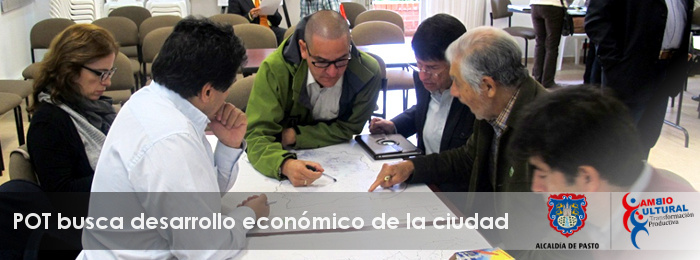 POT busca desarrollo económico de la ciudad
ALCALDÍA DE PASTO
CAMBIO
CULTURAL
Transformación
Productiva